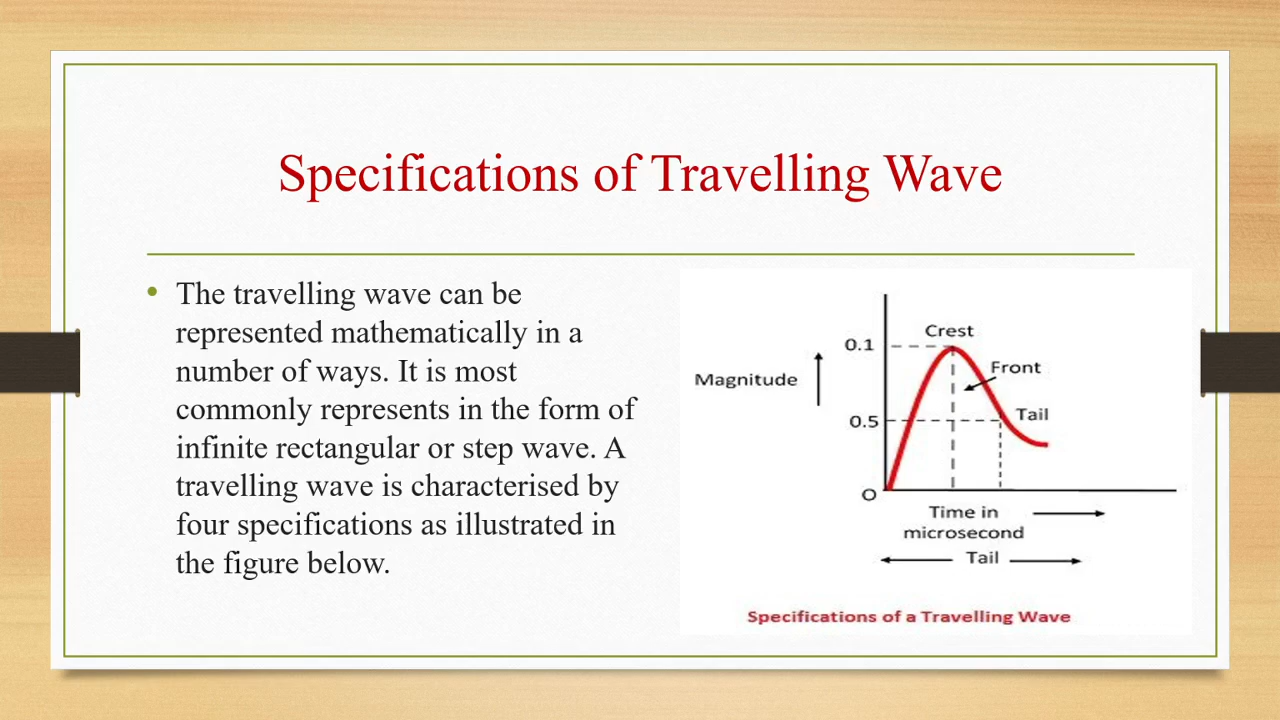 Specifications of Travelling Wave
• The travelling wave can be
represented mathematically in a
number of ways. It is most
commonly represents in the form of
infinite rectangular or step wave. A
travelling wave is characterised by
four specifications as illustrated in
the figure below.
Crest
0.1
Front
Magnitude
Tail
0.5
O
Time in
microsecond
Tail
Specifications of a Travelling Wave